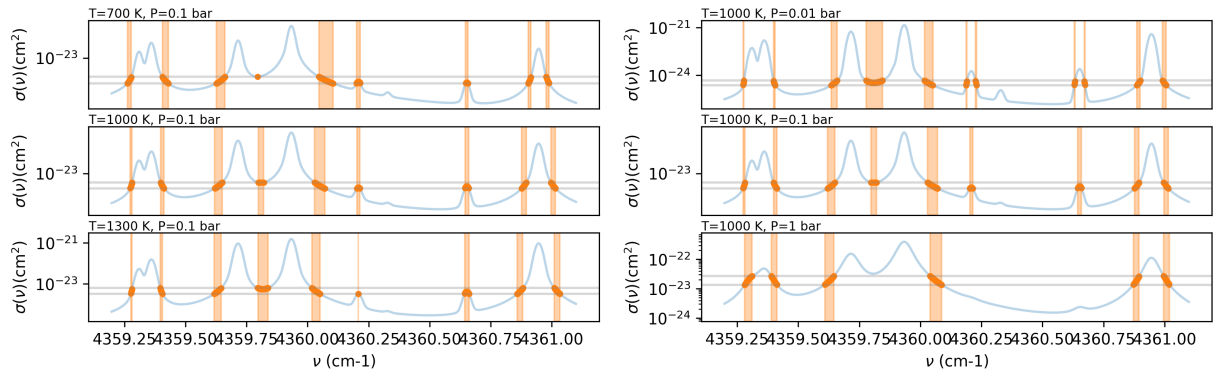 T=700 K, P=0.1 bar
σ(ν)(cm²)
10⁻²³
T=1000 K, P=0.1 bar
σ(ν)(cm²)
10⁻²³
T=1300 K, P=0.1 bar
σ(ν)(cm²)
10⁻²¹
10⁻²³
4359.25 4359.50 4359.75 4360.00 4360.25 4360.50 4360.75 4361.00
ν (cm-1)
T=1000 K, P=0.01 bar
σ(ν)(cm²)
10⁻²¹
10⁻²⁴
T=1000 K, P=0.1 bar
σ(ν)(cm²)
10⁻²³
T=1000 K, P=1 bar
σ(ν)(cm²)
10⁻²²
10⁻²³
10⁻²⁴
4359.25 4359.50 4359.75 4360.00 4360.25 4360.50 4360.75 4361.00
ν (cm-1)